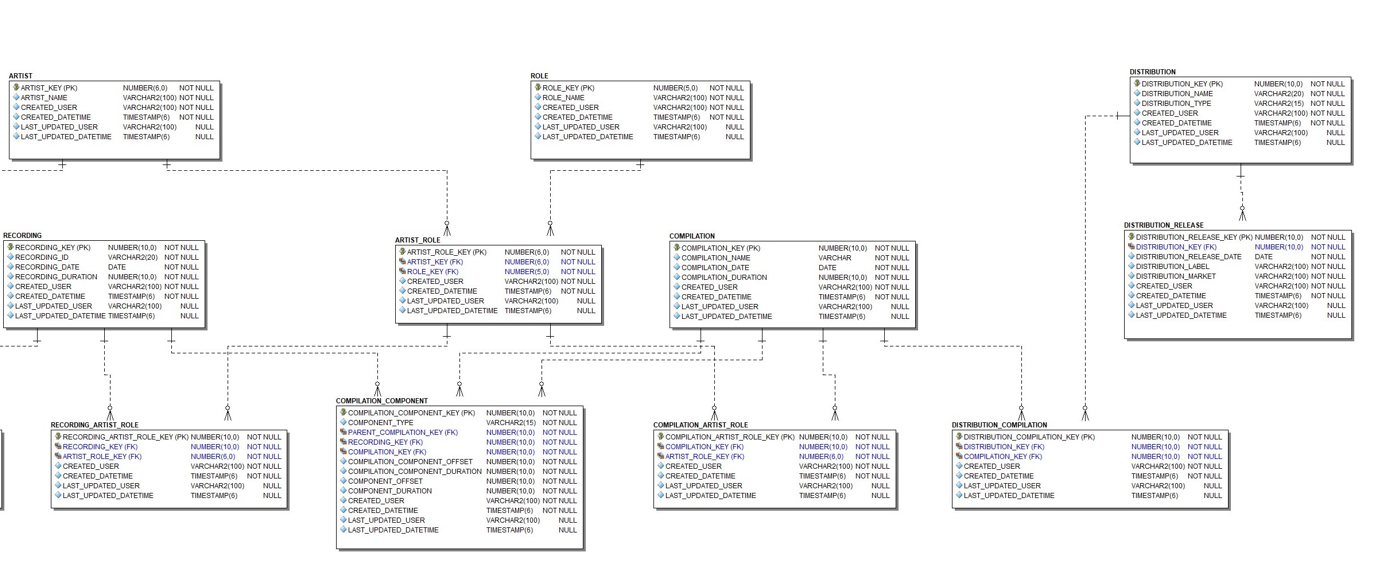 ARTIST
ARTIST_KEY (PK) NUMBER(6,0) NOT NULL
ARTIST_NAME VARCHAR2(100) NOT NULL
CREATED_USER VARCHAR2(100) NOT NULL
CREATED_DATETIME TIMESTAMP(6) NOT NULL
LAST_UPDATED_USER VARCHAR2(100) NULL
LAST_UPDATED_DATETIME TIMESTAMP(6) NULL
ROLE
ROLE_KEY (PK) NUMBER(5,0) NOT NULL
ROLE_NAME VARCHAR2(100) NOT NULL
CREATED_USER VARCHAR2(100) NOT NULL
CREATED_DATETIME TIMESTAMP(6) NOT NULL
LAST_UPDATED_USER VARCHAR2(100) NULL
LAST_UPDATED_DATETIME TIMESTAMP(6) NULL
DISTRIBUTION
DISTRIBUTION_KEY (PK) NUMBER(10,0) NOT NULL
DISTRIBUTION_NAME VARCHAR2(20) NOT NULL
DISTRIBUTION_TYPE VARCHAR2(15) NOT NULL
CREATED_USER VARCHAR2(100) NOT NULL
CREATED_DATETIME TIMESTAMP(6) NOT NULL
LAST_UPDATED_USER VARCHAR2(100) NULL
LAST_UPDATED_DATETIME TIMESTAMP(6) NULL
RECORDING
RECORDING_KEY (PK) NUMBER(10,0) NOT NULL
RECORDING_ID VARCHAR2(20) NOT NULL
RECORDING_DATE DATE NOT NULL
RECORDING_DURATION NUMBER(10,0) NOT NULL
CREATED_USER VARCHAR2(100) NOT NULL
CREATED_DATETIME TIMESTAMP(6) NOT NULL
LAST_UPDATED_USER VARCHAR2(100) NULL
LAST_UPDATED_DATETIME TIMESTAMP(6) NULL
ARTIST_ROLE
ARTIST_ROLE_KEY (PK) NUMBER(6,0) NOT NULL
ARTIST_KEY (FK) NUMBER(6,0) NOT NULL
ROLE_KEY (FK) NUMBER(5,0) NOT NULL
CREATED_USER VARCHAR2(100) NOT NULL
CREATED_DATETIME TIMESTAMP(6) NOT NULL
LAST_UPDATED_USER VARCHAR2(100) NULL
LAST_UPDATED_DATETIME TIMESTAMP(6) NULL
COMPILATION
COMPILATION_KEY (PK) NUMBER(10,0) NOT NULL
COMPILATION_NAME VARCHAR NOT NULL
COMPILATION_DATE DATE NOT NULL
COMPILATION_DURATION NUMBER(10,0) NOT NULL
CREATED_USER VARCHAR2(100) NOT NULL
CREATED_DATETIME TIMESTAMP(6) NOT NULL
LAST_UPDATED_USER VARCHAR2(100) NULL
LAST_UPDATED_DATETIME TIMESTAMP(6) NULL
DISTRIBUTION_RELEASE
DISTRIBUTION_RELEASE_KEY (PK) NUMBER(10,0) NOT NULL
DISTRIBUTION_KEY (FK) NUMBER(10,0) NOT NULL
DISTRIBUTION_RELEASE_DATE DATE NOT NULL
DISTRIBUTION_LABEL VARCHAR2(100) NOT NULL
DISTRIBUTION_MARKET VARCHAR2(100) NOT NULL
CREATED_USER VARCHAR2(100) NOT NULL
CREATED_DATETIME TIMESTAMP(6) NOT NULL
LAST_UPDATED_USER VARCHAR2(100) NULL
LAST_UPDATED_DATETIME TIMESTAMP(6) NULL
RECORDING_ARTIST_ROLE
RECORDING_ARTIST_ROLE_KEY (PK) NUMBER(10,0) NOT NULL
RECORDING_KEY (FK) NUMBER(10,0) NOT NULL
ARTIST_ROLE_KEY (FK) NUMBER(6,0) NOT NULL
CREATED_USER VARCHAR2(100) NOT NULL
CREATED_DATETIME TIMESTAMP(6) NOT NULL
LAST_UPDATED_USER VARCHAR2(100) NULL
LAST_UPDATED_DATETIME TIMESTAMP(6) NULL
COMPILATION_COMPONENT
COMPILATION_COMPONENT_KEY (PK) NUMBER(10,0) NOT NULL
COMPONENT_TYPE VARCHAR2(15) NOT NULL
PARENT_COMPILATION_KEY (FK) NUMBER(10,0) NOT NULL
RECORDING_KEY (FK) NUMBER(10,0) NOT NULL
COMPILATION_KEY (FK) NUMBER(10,0) NOT NULL
COMPILATION_COMPONENT_OFFSET NUMBER(10,0) NOT NULL
COMPILATION_COMPONENT_DURATION NUMBER(10,0) NOT NULL
COMPONENT_OFFSET NUMBER(10,0) NOT NULL
COMPONENT_DURATION NUMBER(10,0) NOT NULL
CREATED_USER VARCHAR2(100) NOT NULL
CREATED_DATETIME TIMESTAMP(6) NOT NULL
LAST_UPDATED_USER VARCHAR2(100) NULL
LAST_UPDATED_DATETIME TIMESTAMP(6) NULL
COMPILATION_ARTIST_ROLE
COMPILATION_ARTIST_ROLE_KEY (PK) NUMBER(10,0) NOT NULL
COMPILATION_KEY (FK) NUMBER(10,0) NOT NULL
ARTIST_ROLE_KEY (FK) NUMBER(6,0) NOT NULL
CREATED_USER VARCHAR2(100) NOT NULL
CREATED_DATETIME TIMESTAMP(6) NOT NULL
LAST_UPDATED_USER VARCHAR2(100) NULL
LAST_UPDATED_DATETIME TIMESTAMP(6) NULL
DISTRIBUTION_COMPILATION
DISTRIBUTION_COMPILATION_KEY (PK) NUMBER(10,0) NOT NULL
DISTRIBUTION_KEY (FK) NUMBER(10,0) NOT NULL
COMPILATION_KEY (FK) NUMBER(10,0) NOT NULL
CREATED_USER VARCHAR2(100) NOT NULL
CREATED_DATETIME TIMESTAMP(6) NOT NULL
LAST_UPDATED_USER VARCHAR2(100) NULL
LAST_UPDATED_DATETIME TIMESTAMP(6) NULL